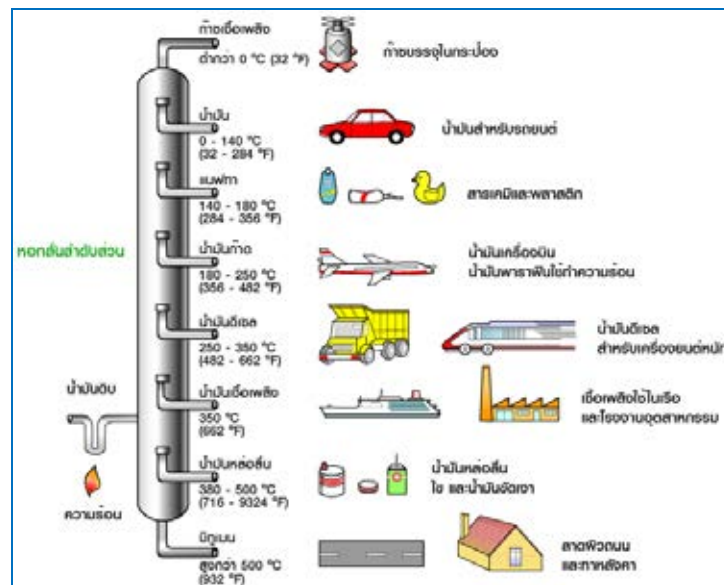 ก๊าซเชื้อเพลิง
ต่ำกว่า 0 °C (32 °F)
ก๊าซบรรจุในกระป๋อง
น้ำมัน
0 - 140 °C
(32 - 284 °F)
น้ำมันสำหรับรถยนต์
แนฟทา
140 - 180 °C
(284 - 356 °F)
สารเคมีและพลาสติก
หอกลั่นลำดับส่วน
น้ำมันก๊าด
180 - 250 °C
(356 - 482 °F)
น้ำมันเครื่องบิน
น้ำมันพาราฟินใช้ทำความร้อน
น้ำมันดีเซล
250 - 350 °C
(482 - 662 °F)
น้ำมันดีเซล
สำหรับเครื่องยนต์หนัก
น้ำมันดิบ
น้ำมันเชื้อเพลิง
350 °C
(662 °F)
เชื้อเพลิงใช้ในเรือ
และโรงงานอุตสาหกรรม
ความร้อน
น้ำมันหล่อลื่น
380 - 500 °C
(716 - 9324 °F)
น้ำมันหล่อลื่น
ไข และน้ำมันขัดเงา
บิทูเมน
สูงกว่า 500 °C
(932 °F)
ลาดผิวถนน
และทาหลังคา